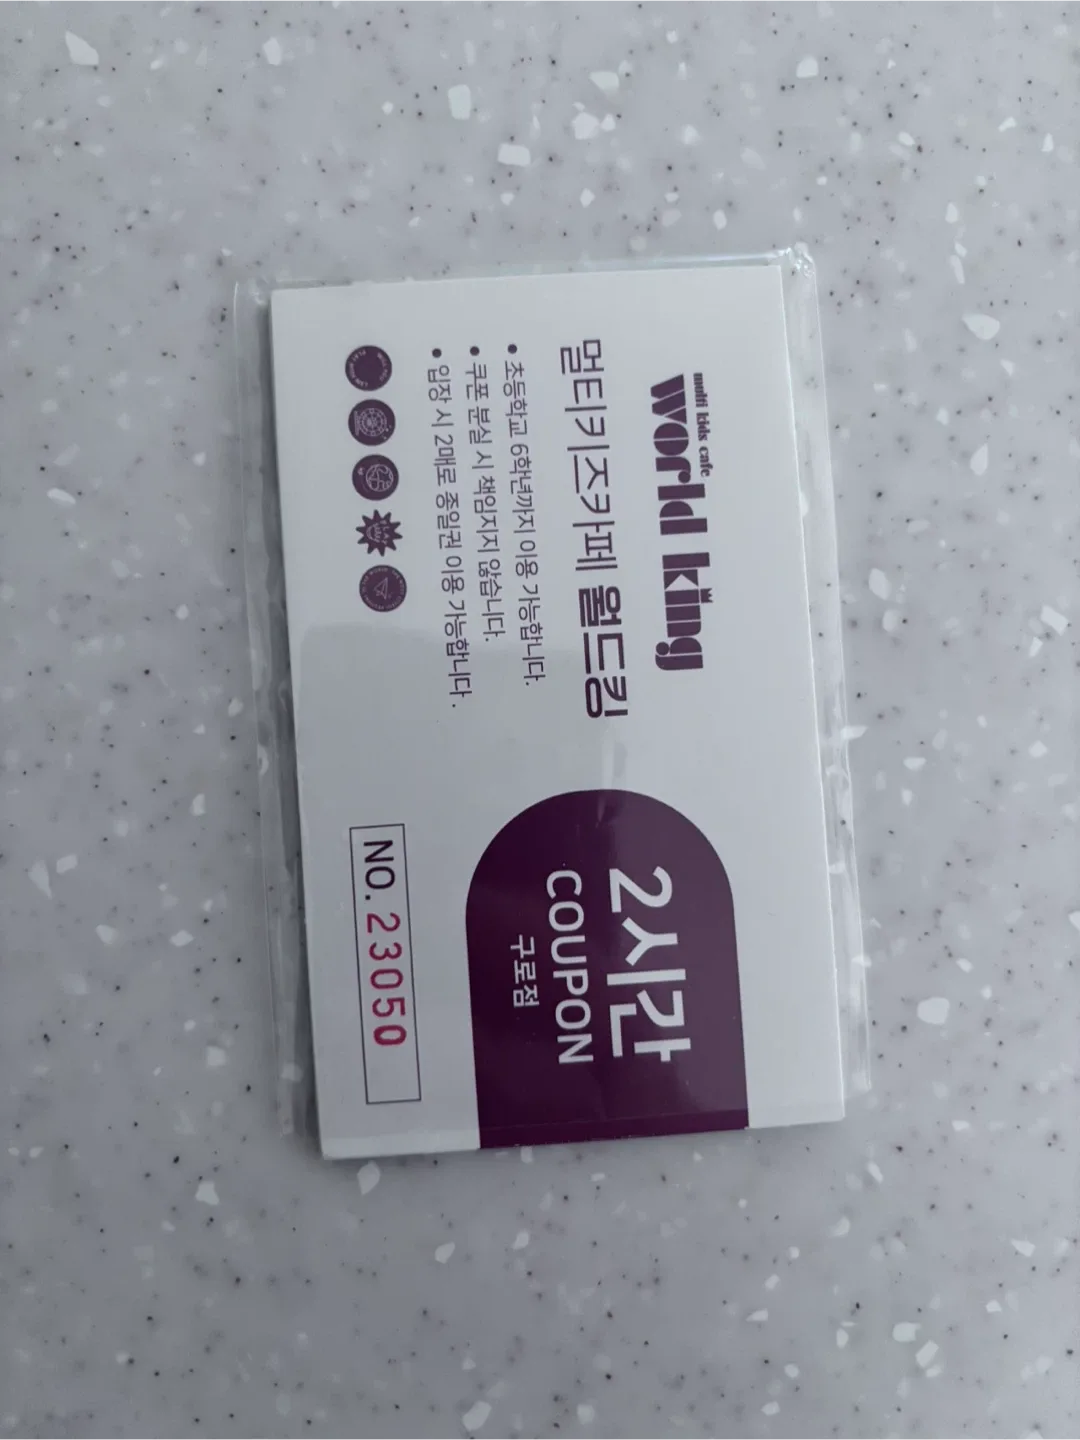 molti kids cafe
world king
멀티키즈카페 월드킹
• 초등학교 6학년까지 이용 가능합니다.
• 쿠폰 분실 시 책임지지 않습니다.
• 입장 시 2매로 종일권 이용 가능합니다.
2시간
COUPON
구로점
NO. 23050